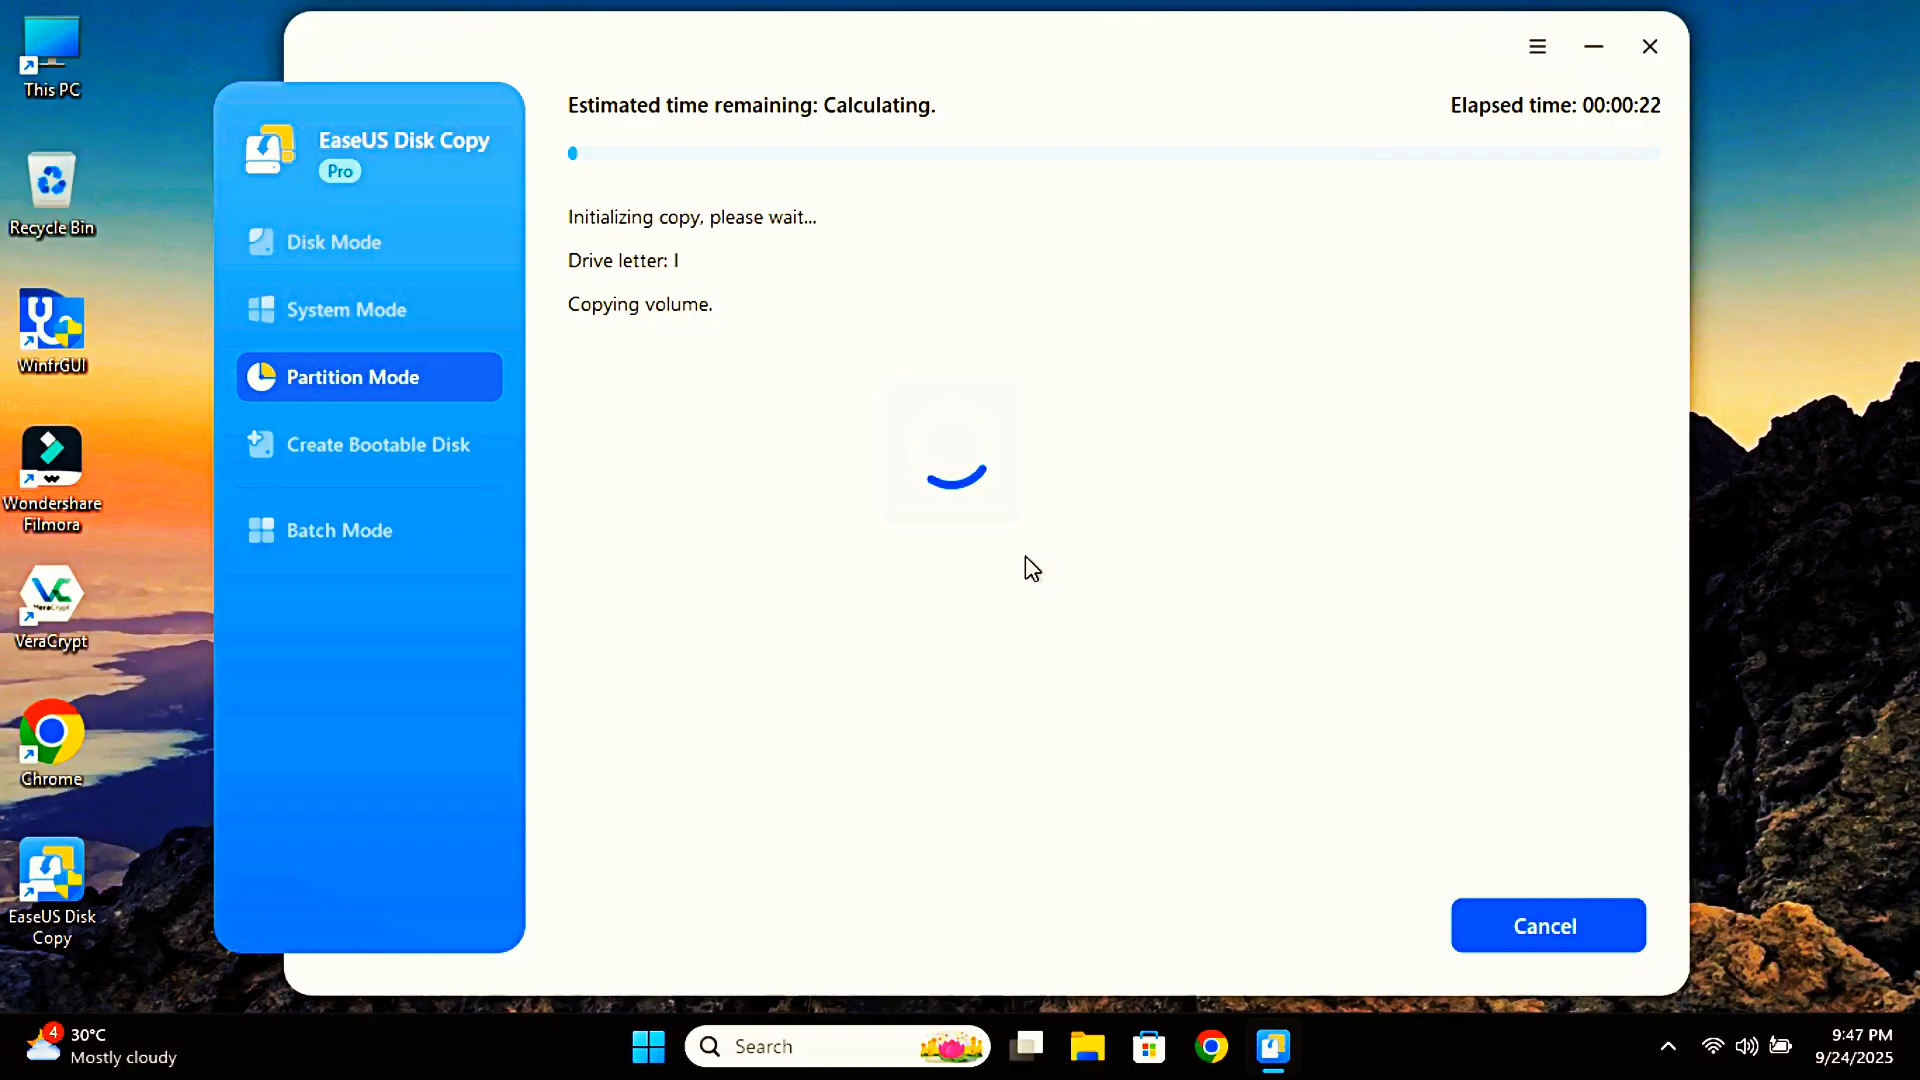 This PC
Recycle Bin
WinfrGUI
Wondershare
Filmora
VeraCrypt
VeraCrypt
Chrome
EaseUS Disk
Copy
EaseUS Disk Copy
Pro
Disk Mode
System Mode
Partition Mode
Create Bootable Disk
Batch Mode
Estimated time remaining: Calculating.
Elapsed time: 00:00:22
Initializing copy, please wait...
Drive letter: I
Copying volume.
Cancel
4
30°C
Mostly cloudy
Search
9:47 PM
9/24/2025